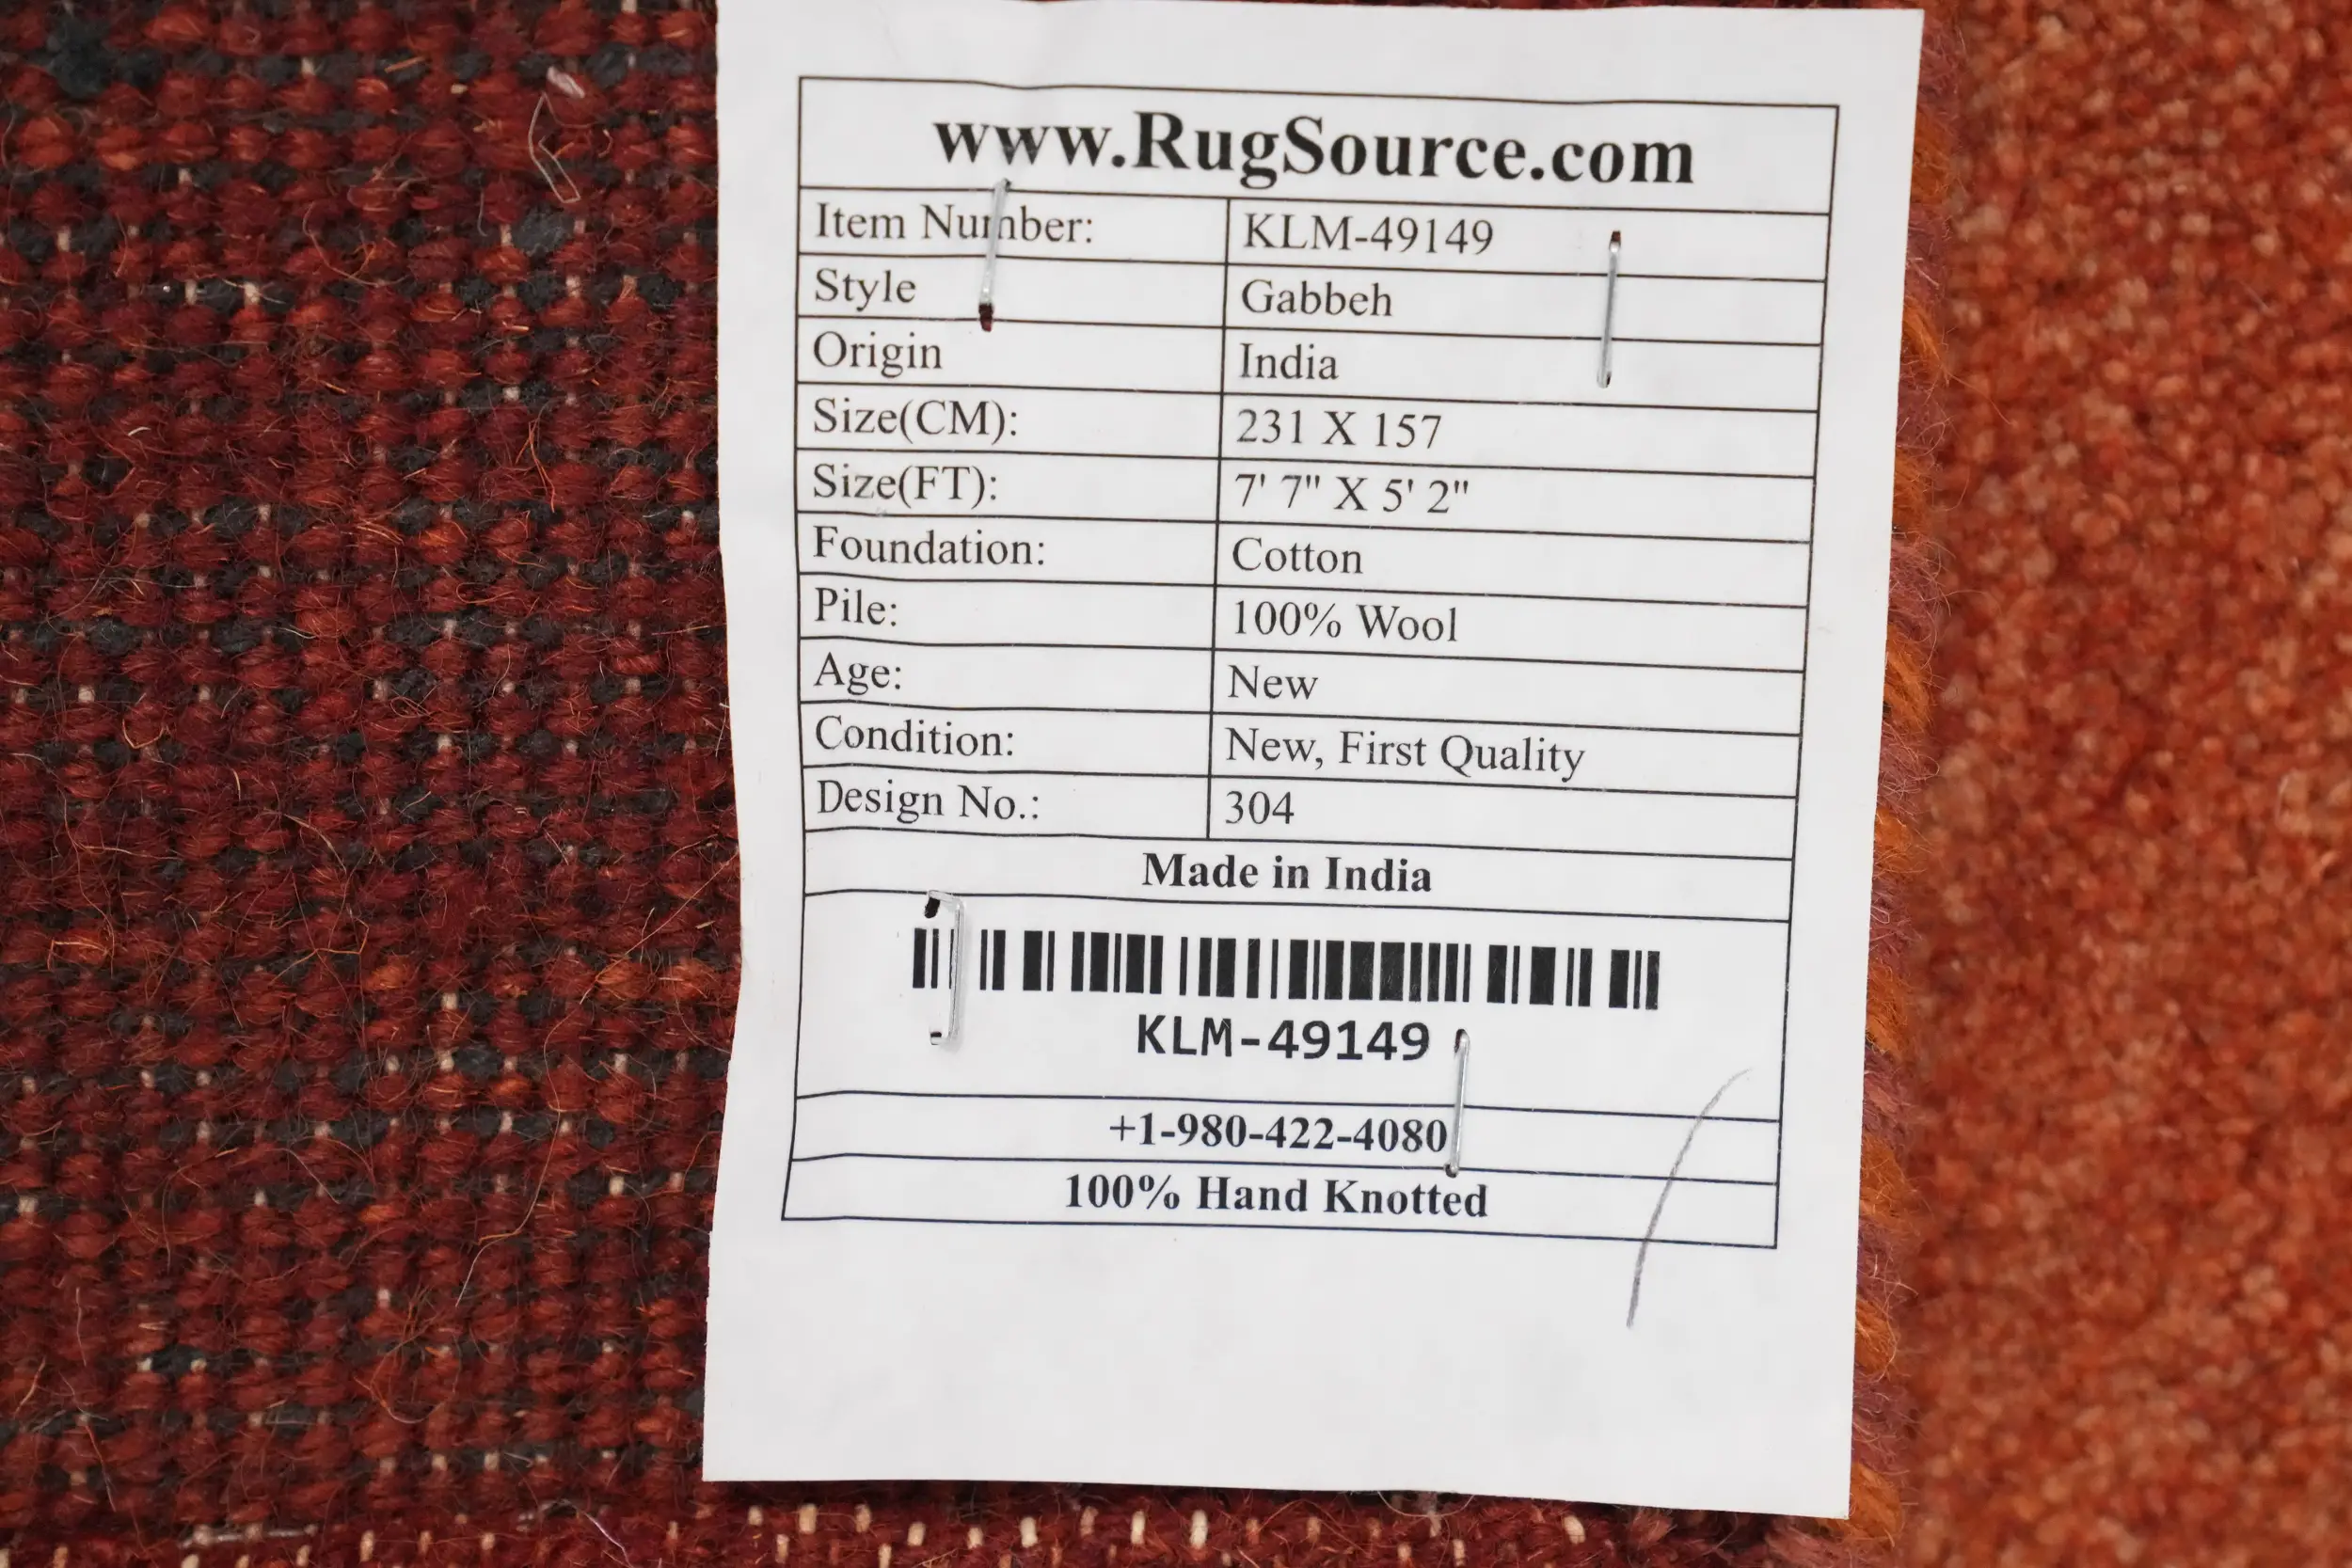 www.RugSource.com
Item Number: KLM-49149
Style Gabbeh
Origin India
Size(CM): 231 X 157
Size(FT): 7' 7" X 5' 2"
Foundation: Cotton
Pile: 100% Wool
Age: New
Condition: New, First Quality
Design No.: 304
Made in India
KLM-49149
+1-980-422-4080
100% Hand Knotted